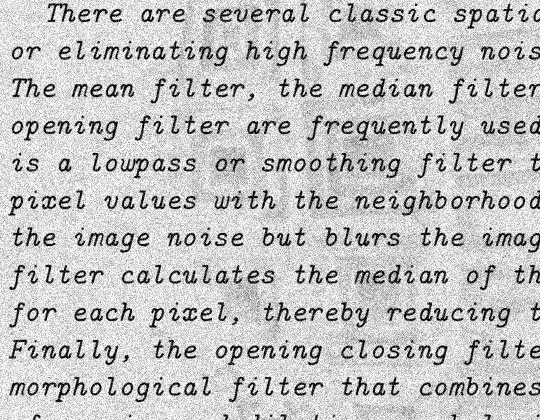 There are several classic spatia
or eliminating high frequency nois
The mean filter, the median filter
opening filter are frequently used
is a lowpass or smoothing filter t
pixel values with the neighborhood
the image noise but blurs the imag
filter calculates the median of th
for each pixel, thereby reducing t
Finally, the opening closing filte
morphological filter that combines